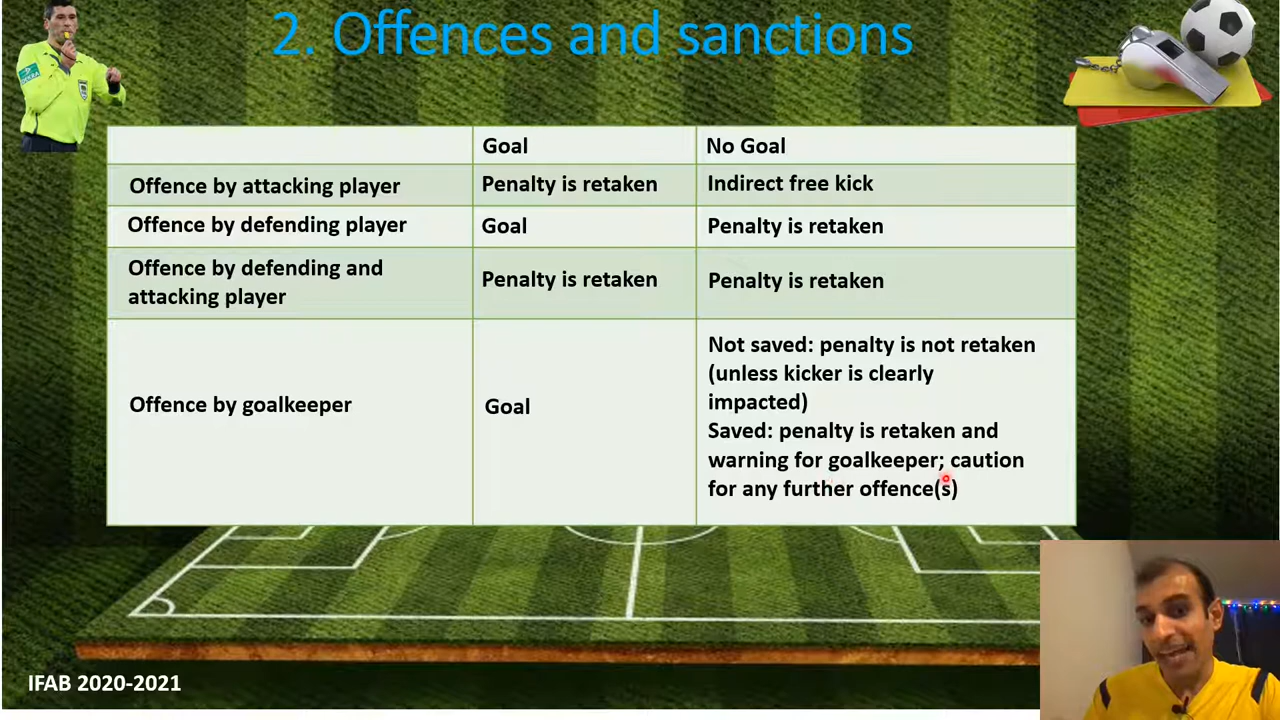 2. Offences and sanctions
Goal
No Goal
Offence by attacking player
Penalty is retaken
Indirect free kick
Offence by defending player
Goal
Penalty is retaken
Offence by defending and
attacking player
Penalty is retaken
Penalty is retaken
Offence by goalkeeper
Goal
Not saved: penalty is not retaken
(unless kicker is clearly
impacted)
Saved: penalty is retaken and
warning for goalkeeper; caution
for any further offence(s)
IFAB 2020-2021